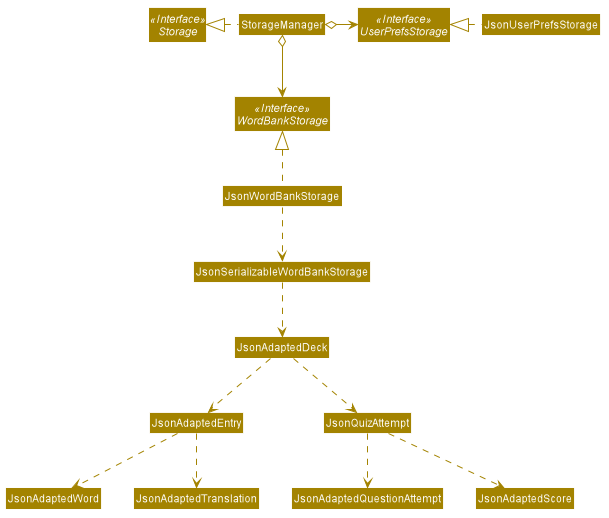 «Interface»
Storage
StorageManager
«Interface»
UserPrefsStorage
JsonUserPrefsStorage
«Interface»
WordBankStorage
JsonWordBankStorage
JsonSerializableWordBankStorage
JsonAdaptedDeck
JsonAdaptedEntry
JsonQuizAttempt
JsonAdaptedWord
JsonAdaptedTranslation
JsonAdaptedQuestionAttempt
JsonAdaptedScore